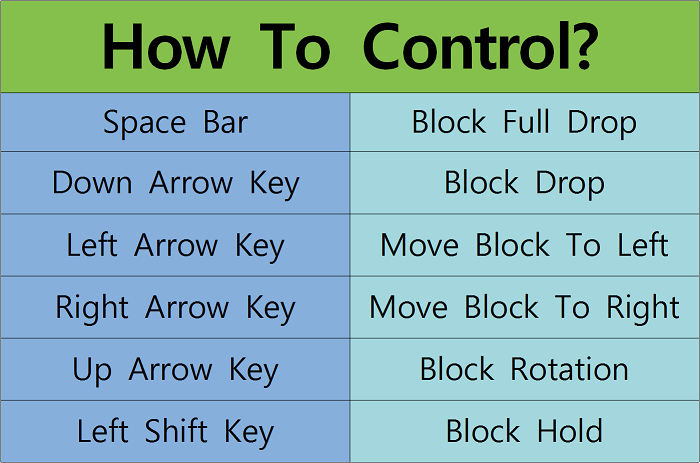 How To Control?
Space Bar Block Full Drop
Down Arrow Key Block Drop
Left Arrow Key Move Block To Left
Right Arrow Key Move Block To Right
Up Arrow Key Block Rotation
Left Shift Key Block Hold